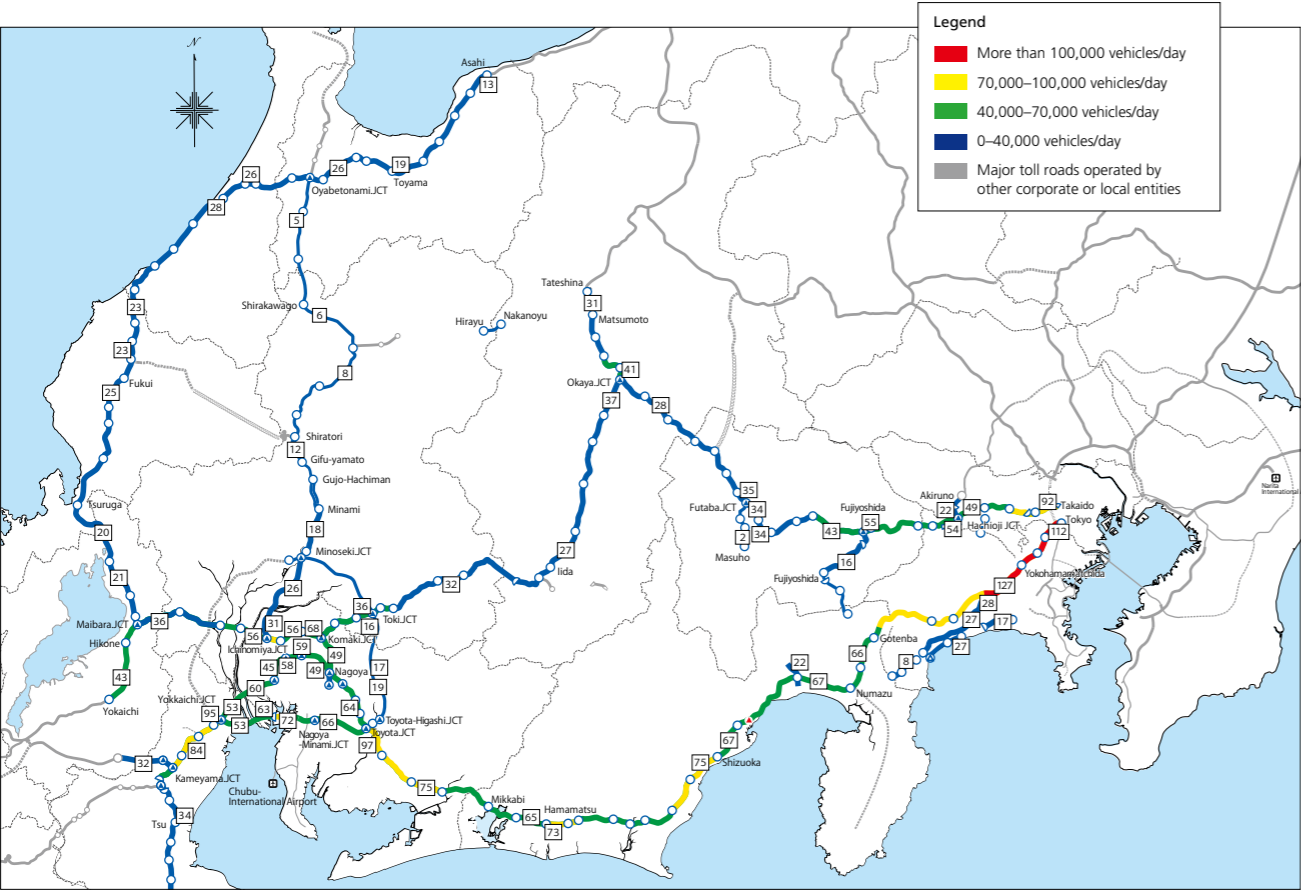 Legend
More than 100,000 vehicles/day
70,000–100,000 vehicles/day
40,000–70,000 vehicles/day
0–40,000 vehicles/day
Major toll roads operated by
other corporate or local entities
N
Asahi
13
26
26
19
Oyabetonami.JCT
Toyama
28
5
Shirakawago
6
23
23
Fukui
25
8
Hirayu
Nakanoyu
Tateshina
31
Matsumoto
41
Okaya.JCT
37
28
Shiratori
12
Gifu-yamato
Gujo-Hachiman
Minami
18
Minoseki.JCT
Tsuruga
20
21
Maibara.JCT
36
Hikone
43
Yokaichi
26
31
56
56
68
Ichinomiya.JCT
59
Komaki.JCT
36
16
Toki.JCT
32
27
Iida
45
58
49
49
Nagoya
17
19
60
64
Yokkaichi.JCT
53
53
63
72
66
95
84
Nagoya
-Minami.JCT
Toyota-Higashi.JCT
Toyota.JCT
97
32
Kameyama.JCT
Chubu-
International Airport
34
Tsu
75
Mikkabi
65
Hamamatsu
73
75
Shizuoka
67
22
67
Numazu
66
Gotenba
8
27
27
28
17
127
112
Tokyo
Takaido
92
49
22
Akiruno
54
Hachioji.JCT
Fujiyoshida
55
43
16
Fujiyoshida
35
34
Futaba.JCT
2
34
Masuho
Narita
International